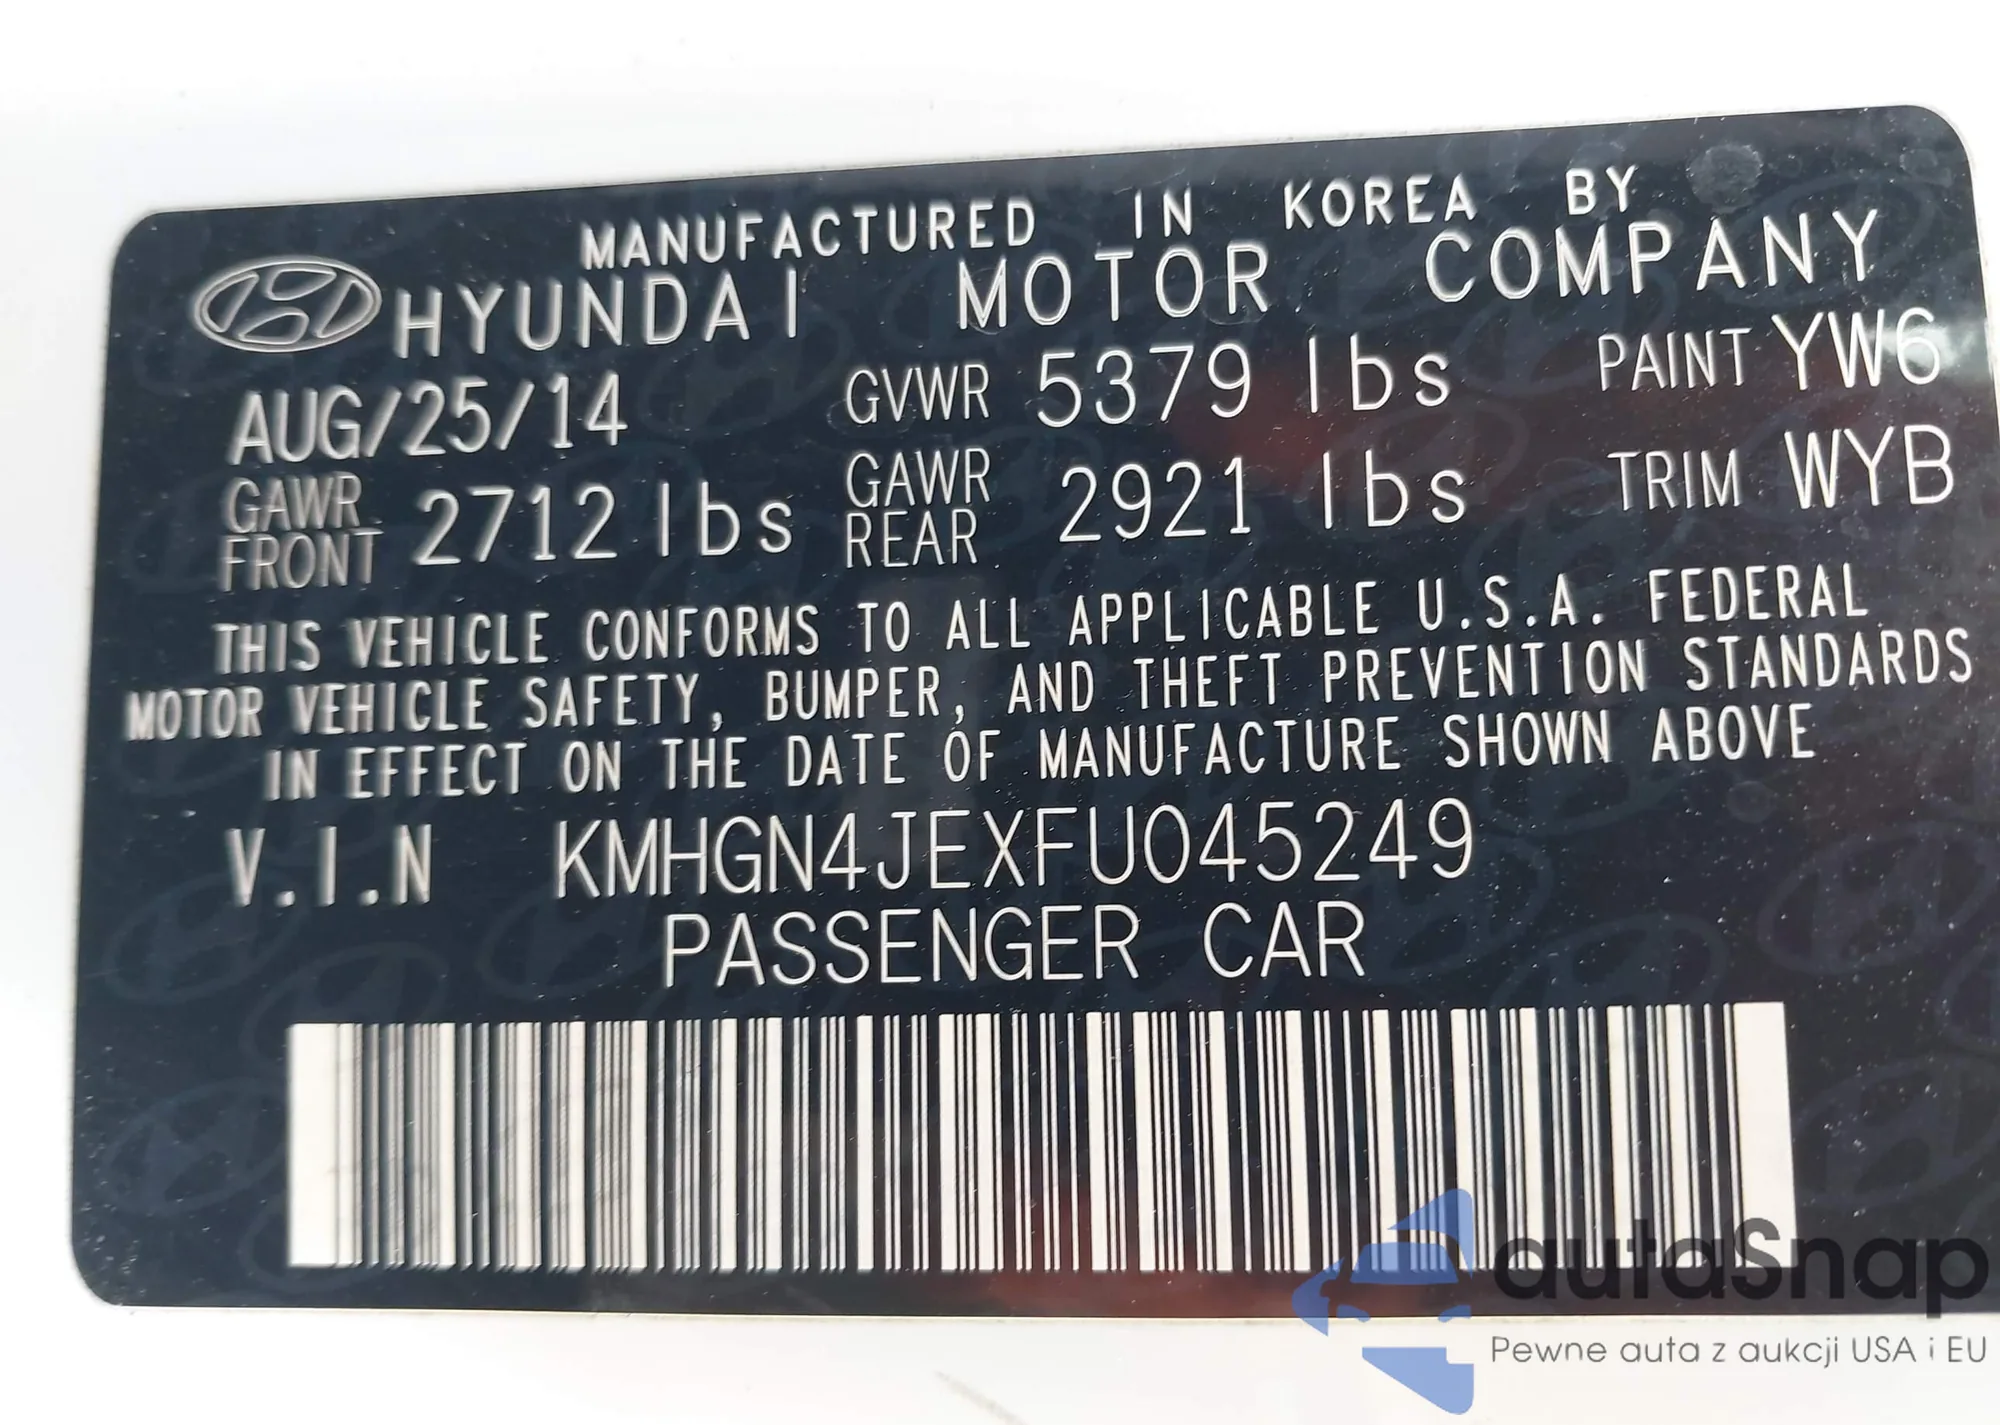 MANUFACTURED IN KOREA BY
HYUNDAI MOTOR COMPANY
AUG/25/14 GVWR 5379 lbs PAINT YW6
GAWR FRONT 2712 lbs GAWR REAR 2921 lbs TRIM WYB
THIS VEHICLE CONFORMS TO ALL APPLICABLE U.S.A. FEDERAL
MOTOR VEHICLE SAFETY, BUMPER, AND THEFT PREVENTION STANDARDS
IN EFFECT ON THE DATE OF MANUFACTURE SHOWN ABOVE
V.I.N KMHGN4JEXFU045249
PASSENGER CAR
autaSnap
Pewne auta z aukcji USA i EU